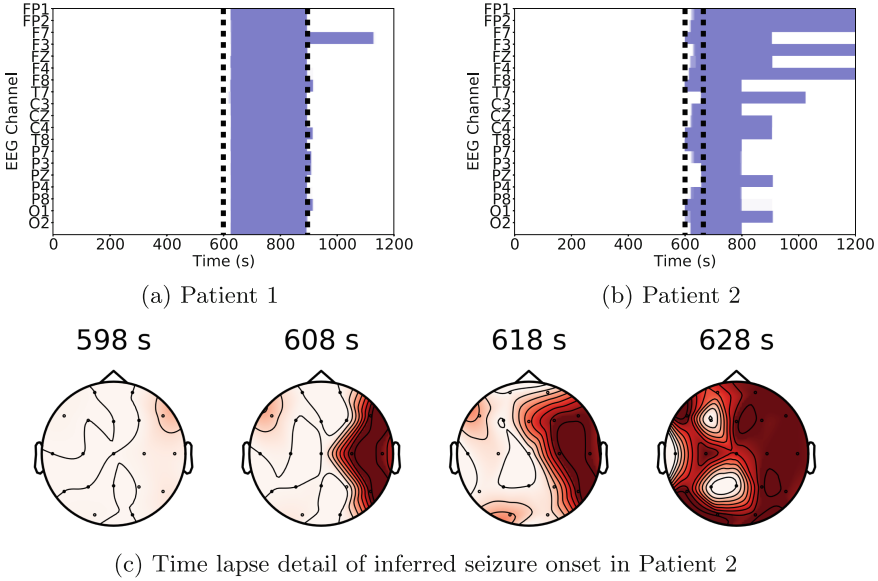 EEG Channel
FP1
FP2
F7
F3
FZ
F4
F8
T7
C3
CZ
C4
T8
P7
P3
PZ
P4
P8
O1
O2
0 200 400 600 800 1000 1200
Time (s)
(a) Patient 1
EEG Channel
FP1
FP2
F7
F3
FZ
F4
F8
T7
C3
CZ
C4
T8
P7
P3
PZ
P4
P8
O1
O2
0 200 400 600 800 1000 1200
Time (s)
(b) Patient 2
598 s 608 s 618 s 628 s
(c) Time lapse detail of inferred seizure onset in Patient 2